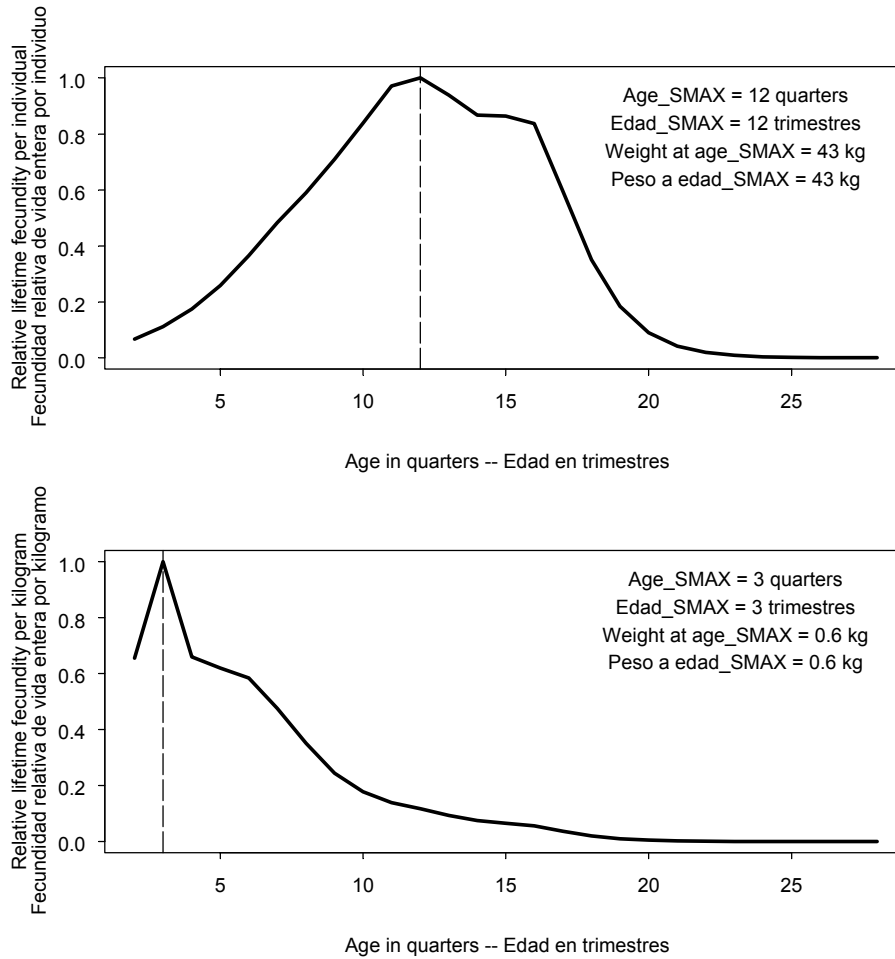 Relative lifetime fecundity per individual
Fecundidad relativa de vida entera por individuo
1.0
0.8
0.6
0.4
0.2
0.0
Age_SMAX = 12 quarters
Edad_SMAX = 12 trimestres
Weight at age_SMAX = 43 kg
Peso a edad_SMAX = 43 kg
5 10 15 20 25
Age in quarters -- Edad en trimestres
Relative lifetime fecundity per kilogram
Fecundidad relativa de vida entera por kilogramo
1.0
0.8
0.6
0.4
0.2
0.0
Age_SMAX = 3 quarters
Edad_SMAX = 3 trimestres
Weight at age_SMAX = 0.6 kg
Peso a edad_SMAX = 0.6 kg
5 10 15 20 25
Age in quarters -- Edad en trimestres